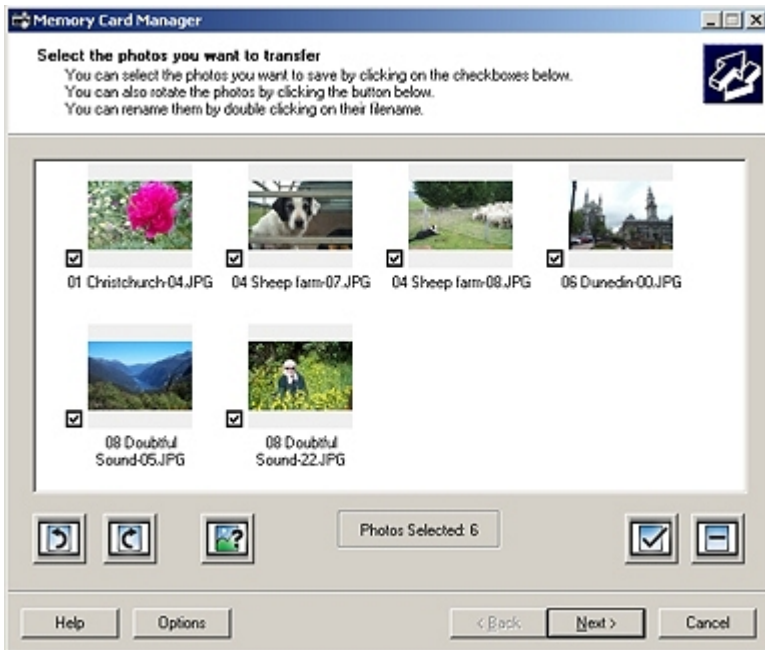 Memory Card Manager
Select the photos you want to transfer
You can select the photos you want to save by clicking on the checkboxes below.
You can also rotate the photos by clicking the button below.
You can rename them by double clicking on their filename.
01 Christchurch-04.JPG
04 Sheep farm-07.JPG
04 Sheep farm-08.JPG
06 Dunedin-00.JPG
08 Doubtful
Sound-05.JPG
08 Doubtful
Sound-22.JPG
?
Photos Selected: 6
Help
Options
< Back
Next >
Cancel